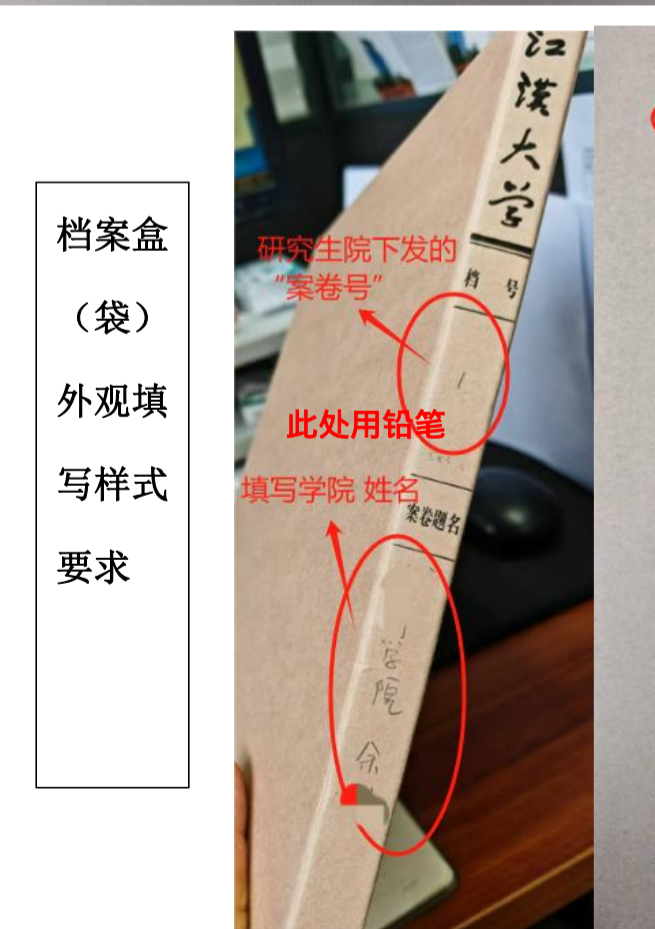 档案盒
（袋）
外观填
写样式
要求
江汉大学
研究生院下发的
“案卷号”
档 号
1
此处用铅笔
填写学院 姓名
案卷题名
学院 余